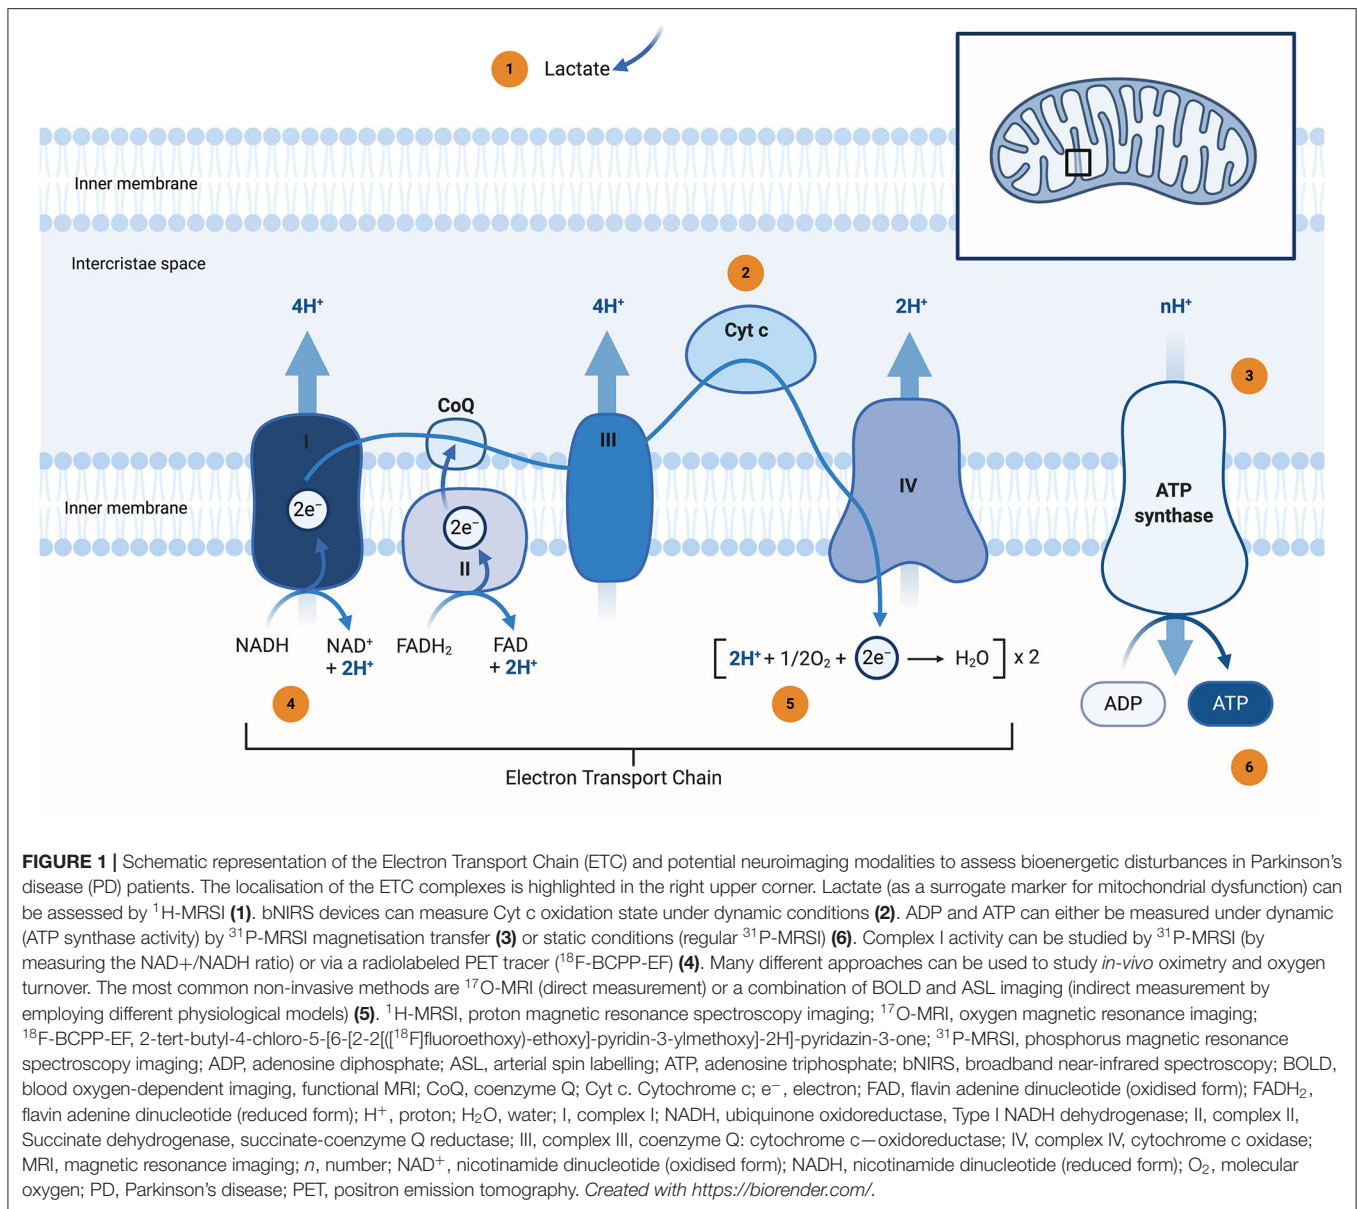 1 Lactate
Inner membrane
Intercristae space
2
4H⁺ 4H⁺ 2H⁺ nH⁺
Cyt c
3
CoQ
I III
IV
ATP
synthase
Inner membrane
2e⁻
2e⁻
II
NADH NAD⁺ + 2H⁺
FADH₂ FAD + 2H⁺
[2H⁺ + 1/2O₂ + 2e⁻ → H₂O] x 2
4 5
ADP ATP
6
Electron Transport Chain
FIGURE 1 | Schematic representation of the Electron Transport Chain (ETC) and potential neuroimaging modalities to assess bioenergetic disturbances in Parkinson's
disease (PD) patients. The localisation of the ETC complexes is highlighted in the right upper corner. Lactate (as a surrogate marker for mitochondrial dysfunction) can
be assessed by ¹H-MRSI (1). bNIRS devices can measure Cyt c oxidation state under dynamic conditions (2). ADP and ATP can either be measured under dynamic
(ATP synthase activity) by ³¹P-MRSI magnetisation transfer (3) or static conditions (regular ³¹P-MRSI) (6). Complex I activity can be studied by ³¹P-MRSI (by
measuring the NAD+/NADH ratio) or via a radiolabeled PET tracer (¹⁸F-BCPP-EF) (4). Many different approaches can be used to study in-vivo oximetry and oxygen
turnover. The most common non-invasive methods are ¹⁷O-MRI (direct measurement) or a combination of BOLD and ASL imaging (indirect measurement by
employing different physiological models) (5). ¹H-MRSI, proton magnetic resonance spectroscopy imaging; ¹⁷O-MRI, oxygen magnetic resonance imaging;
¹⁸F-BCPP-EF, 2-tert-butyl-4-chloro-5-[6-[2-2[([¹⁸F]fluoroethoxy)-ethoxy]-pyridin-3-ylmethoxy]-2H]-pyridazin-3-one; ³¹P-MRSI, phosphorus magnetic resonance
spectroscopy imaging; ADP, adenosine diphosphate; ASL, arterial spin labelling; ATP, adenosine triphosphate; bNIRS, broadband near-infrared spectroscopy; BOLD,
blood oxygen-dependent imaging, functional MRI; CoQ, coenzyme Q; Cyt c. Cytochrome c; e⁻, electron; FAD, flavin adenine dinucleotide (oxidised form); FADH₂,
flavin adenine dinucleotide (reduced form); H⁺, proton; H₂O, water; I, complex I; NADH, ubiquinone oxidoreductase, Type I NADH dehydrogenase; II, complex II,
Succinate dehydrogenase, succinate-coenzyme Q reductase; III, complex III, coenzyme Q: cytochrome c—oxidoreductase; IV, complex IV, cytochrome c oxidase;
MRI, magnetic resonance imaging; n, number; NAD⁺, nicotinamide dinucleotide (oxidised form); NADH, nicotinamide dinucleotide (reduced form); O₂, molecular
oxygen; PD, Parkinson's disease; PET, positron emission tomography. Created with https://biorender.com/.